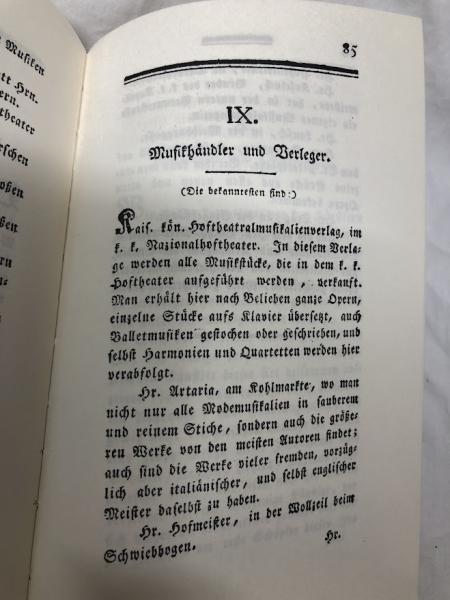 Musiken
Hrn.
85
IX.
Musikhändler und Verleger.
(Die bekanntesten sind:)
Kais. kön. Hoftheatralmusikalienverlag, im
k. k. Nazionalhoftheater. In diesem Verla-
ge werden alle Musikstücke, die in dem k. k.
Hoftheater aufgeführt werden, verkauft.
Man erhält hier nach Belieben ganze Opern,
einzelne Stücke aufs Klavier übersetzt, auch
Balletmusiken gestochen oder geschrieben, und
selbst Harmonien und Quartetten werden hier
verabfolgt.
Hr. Artaria, am Kohlmarkte, wo man
nicht nur alle Modemusikalien in sauberem
und reinem Stiche, sondern auch die größe-
ren Werke von den meisten Autoren findet;
auch sind die Werke vieler fremden, vorzüg-
lich aber italiänischer, und selbst englischer
Meister daselbst zu haben.
Hr. Hofmeister, in der Wollzeil beim
Schwiebbogen.
Hr.